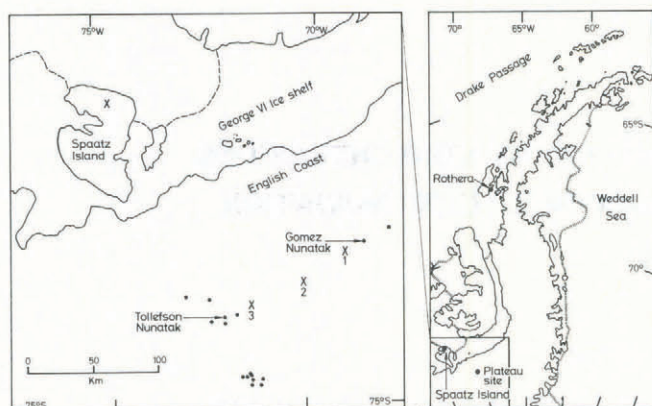 75°W
70°W
George VI Ice shelf
X
Spaatz
Island
English Coast
Gomez
Nunatak
X
1
X
2
X
3
Tollefson
Nunatak
0 50 100
Km
75°S
75°S
70°
65°
60°
Drake Passage
65°S
Rothera
Weddell
Sea
70°
Plateau
site
Spaatz Island